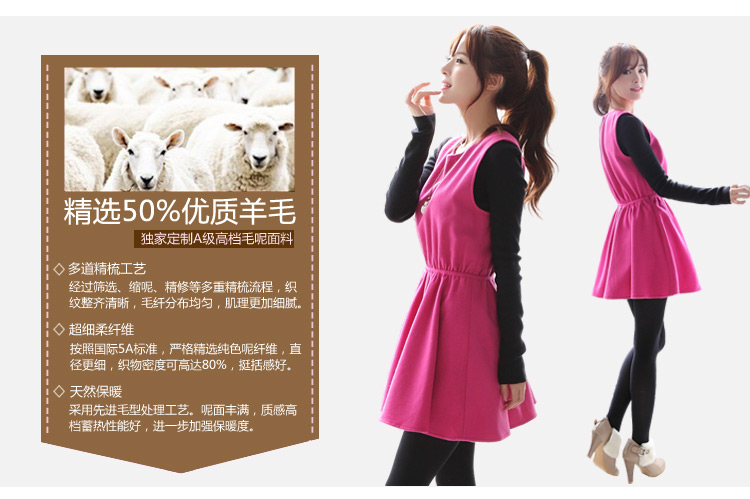 精选50%优质羊毛
独家定制A级高档毛呢面料
◇ 多道精梳工艺
经过筛选、缩呢、精修等多重精梳流程，织
纹整齐清晰，毛纤分布均匀，肌理更加细腻。
◇ 超细柔纤维
按照国际5A标准，严格精选纯色呢纤维，直
径更细，织物密度可高达80%，挺括感好。
◇ 天然保暖
采用先进毛型处理工艺。呢面丰满，质感高
档蓄热性能好，进一步加强保暖度。